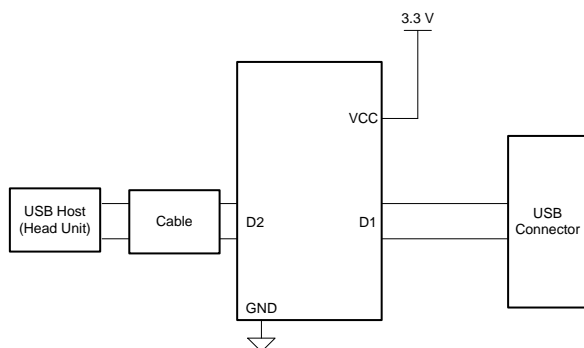 3.3 V
VCC
USB Host
(Head Unit)
Cable
D2
D1
USB
Connector
GND